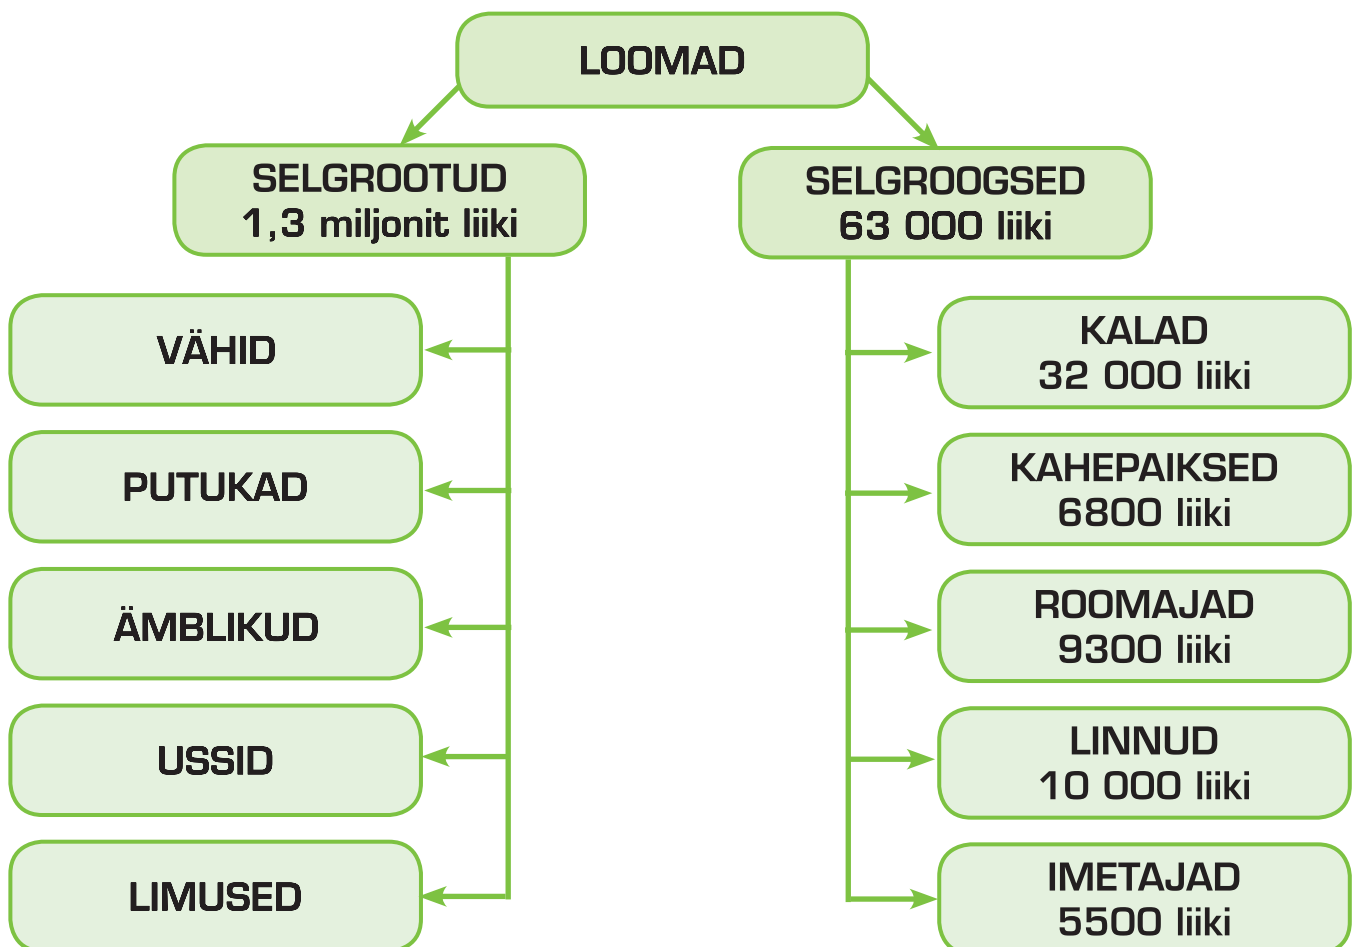 LOOMAD
SELGROOTUD
1,3 miljonit liiki
SELGROOGSED
63 000 liiki
VÄHID
PUTUKAD
ÄMBLIKUD
USSID
LIMUSED
KALAD
32 000 liiki
KAHEPAIKSED
6800 liiki
ROOMAJAD
9300 liiki
LINNUD
10 000 liiki
IMETAJAD
5500 liiki